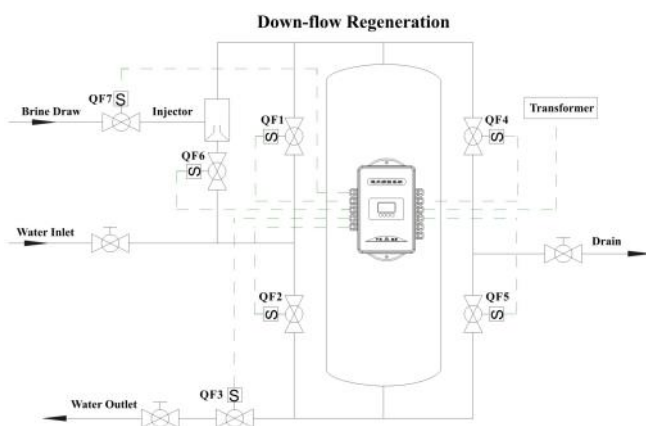 Down-flow Regeneration
QF7
S
Brine Draw
Injector
Transformer
QF1
S
QF4
S
QF6
S
Water Inlet
Drain
QF2
S
QF5
S
QF3
S
Water Outlet